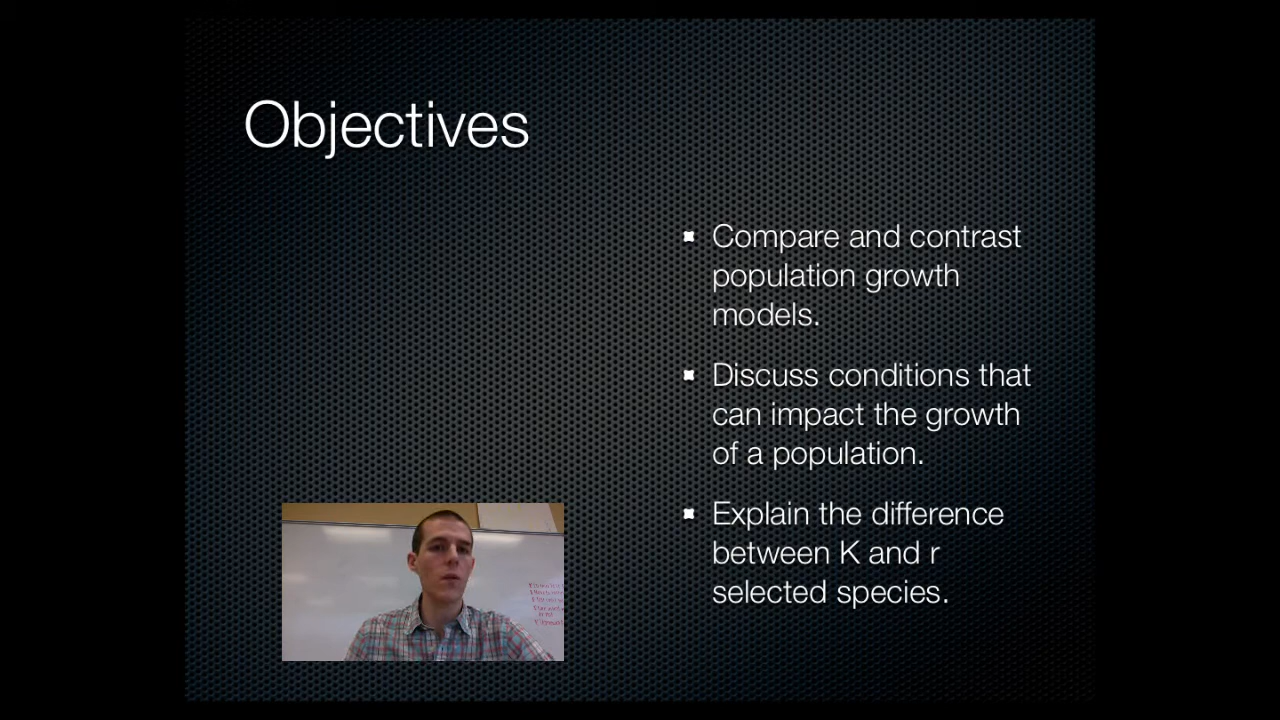 Objectives
Compare and contrast
population growth
models.
Discuss conditions that
can impact the growth
of a population.
Explain the difference
between K and r
selected species.